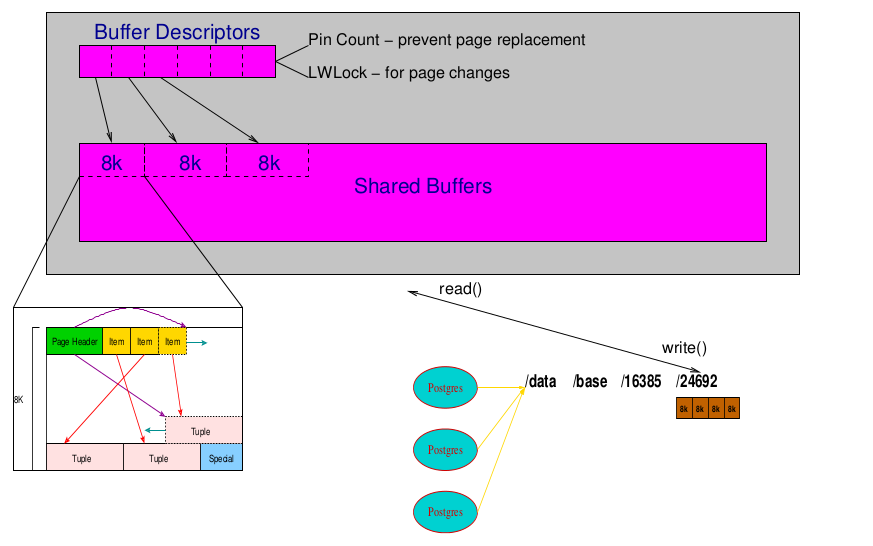 Buffer Descriptors
Pin Count – prevent page replacement
LWLock – for page changes
8k 8k 8k
Shared Buffers
read()
write()
Page Header Item Item Item
8K
Tuple
Tuple Tuple Special
Postgres
/data /base /16385 /24692
8k 8k 8k 8k
Postgres
Postgres